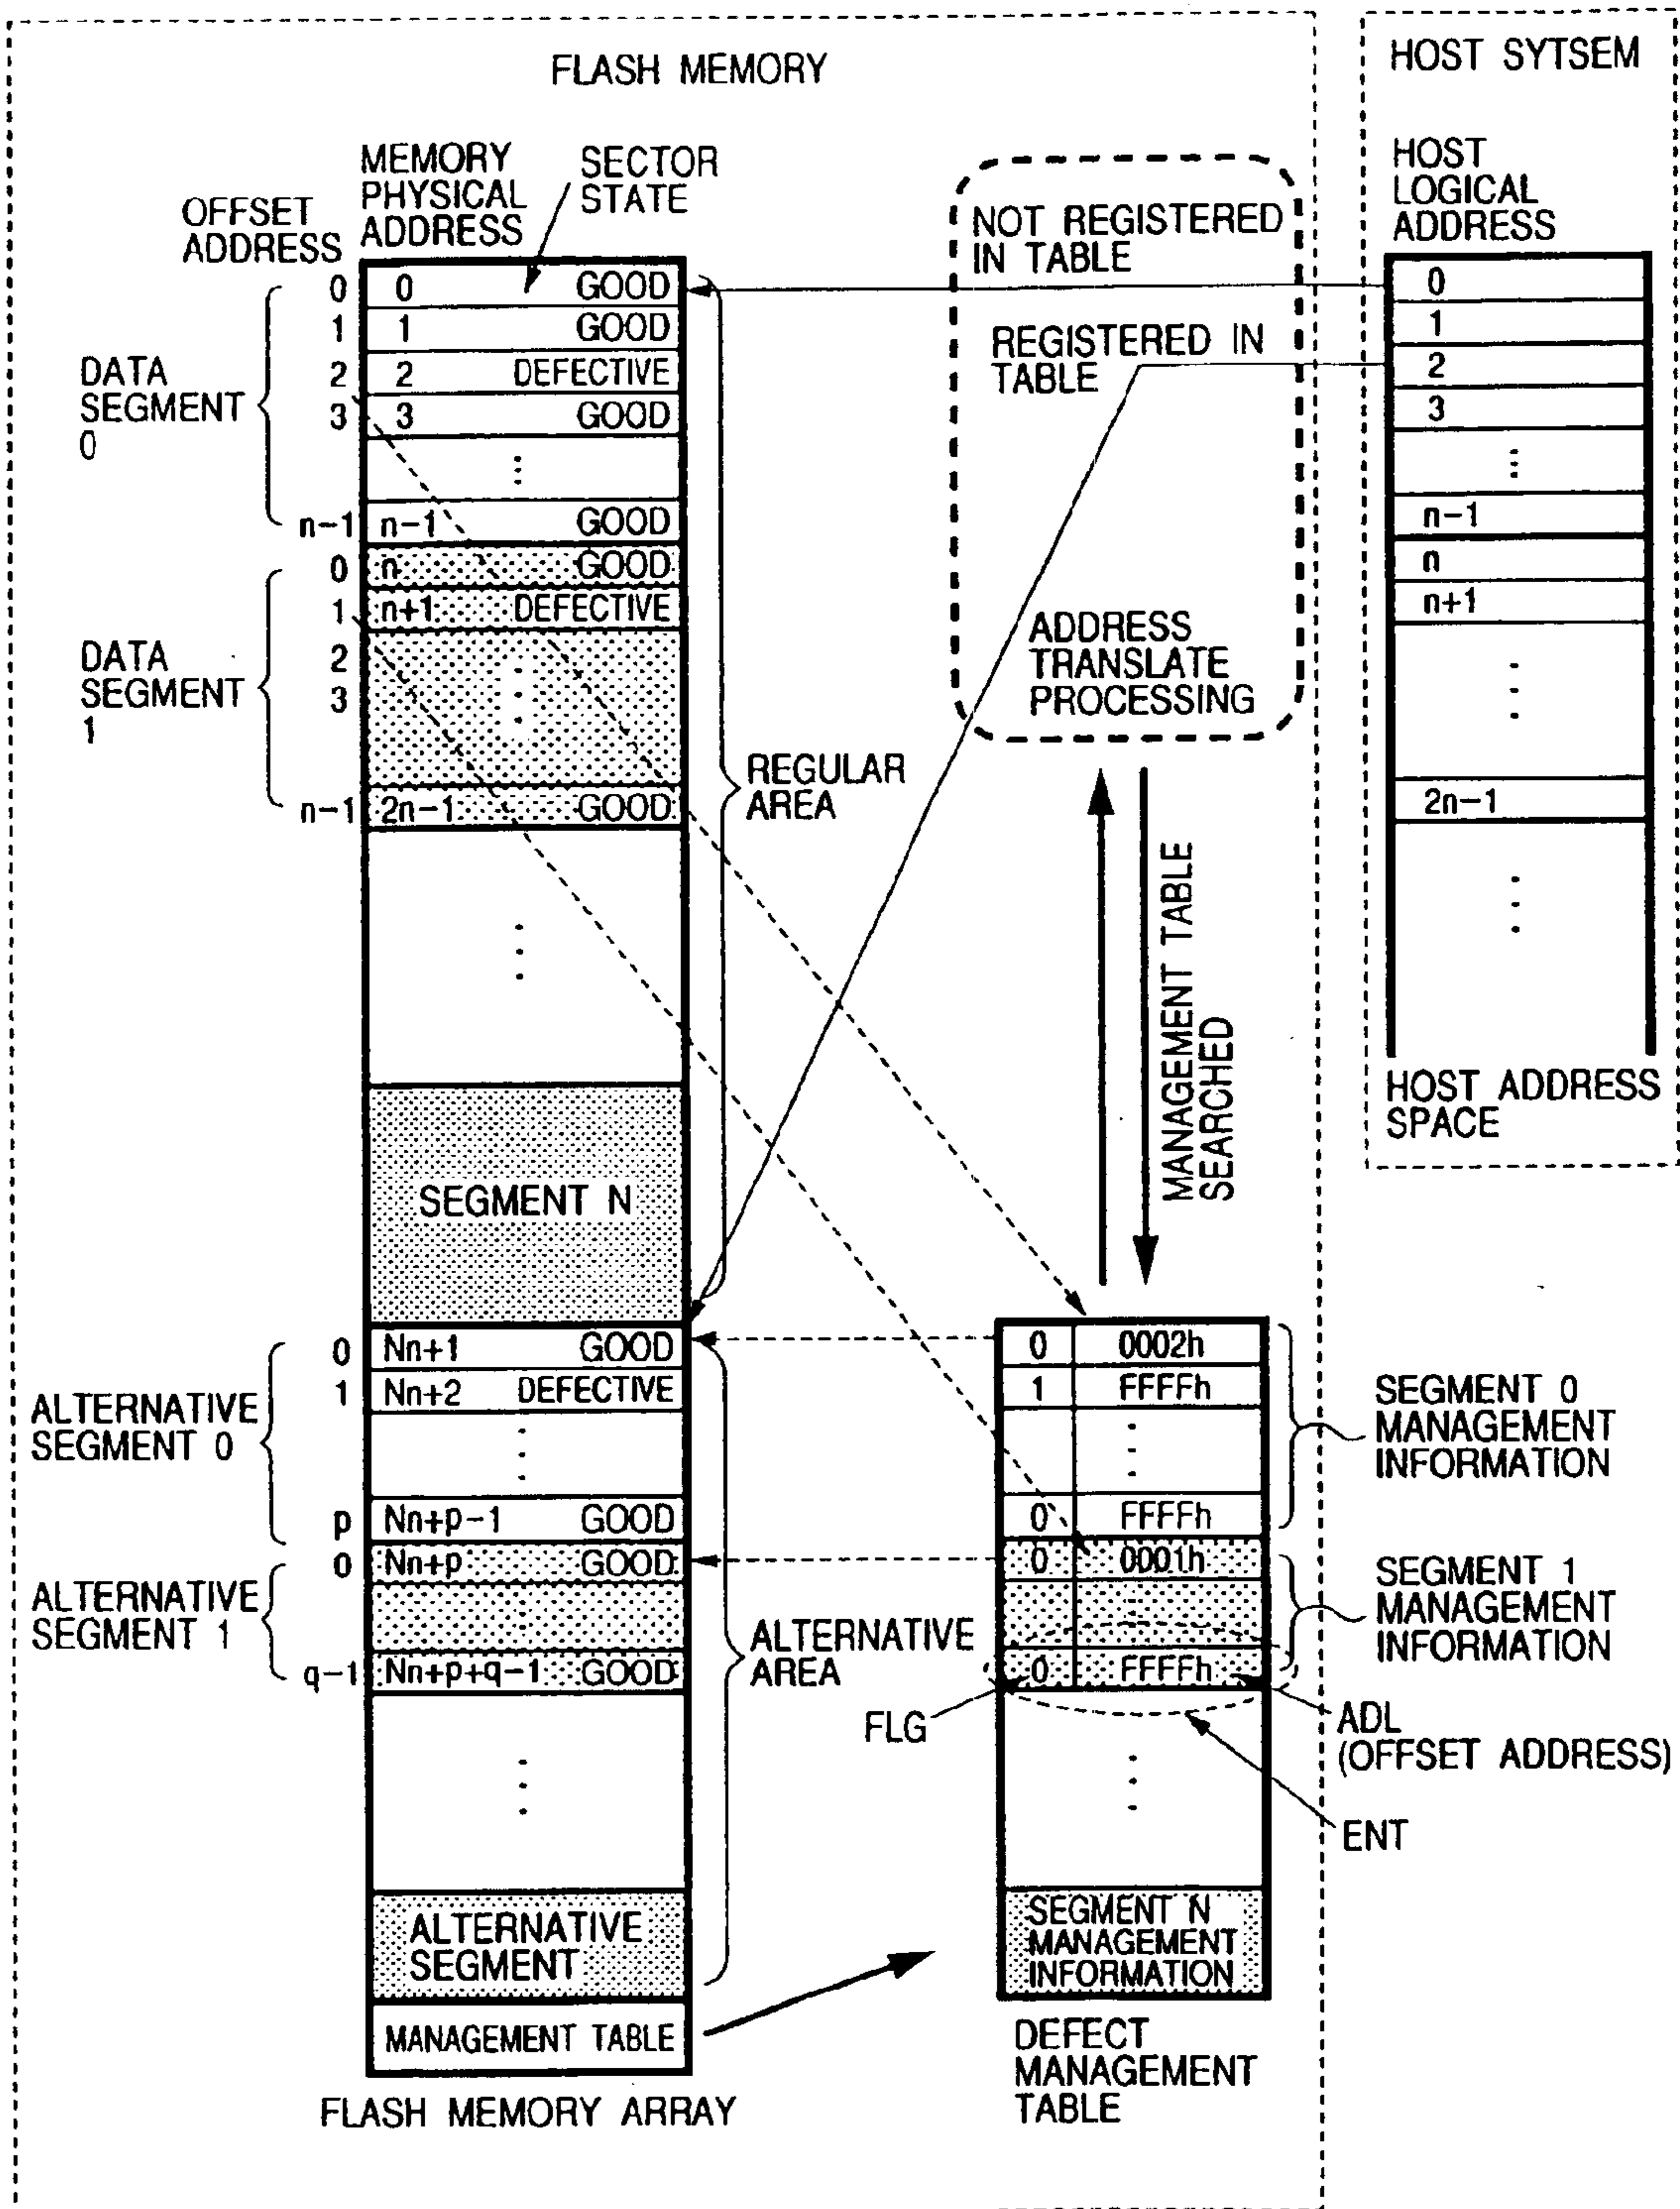 FLASH MEMORY
HOST SYTSEM
MEMORY
PHYSICAL
ADDRESS
SECTOR
STATE
OFFSET
ADDRESS
0 0 GOOD
1 1 GOOD
2 2 DEFECTIVE
3 3 GOOD
n-1 n-1 GOOD
DATA
SEGMENT
0
0 n GOOD
1 n+1 DEFECTIVE
2
3
n-1 2n-1 GOOD
DATA
SEGMENT
1
REGULAR
AREA
SEGMENT N
NOT REGISTERED
IN TABLE
REGISTERED IN
TABLE
ADDRESS
TRANSLATE
PROCESSING
MANAGEMENT TABLE
SEARCHED
HOST
LOGICAL
ADDRESS
0
1
2
3
n-1
n
n+1
2n-1
HOST ADDRESS
SPACE
ALTERNATIVE
SEGMENT 0
0 Nn+1 GOOD
1 Nn+2 DEFECTIVE
p Nn+p-1 GOOD
ALTERNATIVE
SEGMENT 1
0 Nn+p GOOD
q-1 Nn+p+q-1 GOOD
ALTERNATIVE
AREA
ALTERNATIVE
SEGMENT
MANAGEMENT TABLE
FLASH MEMORY ARRAY
0 0002h
1 FFFFh
0 FFFFh
0 0001h
0 FFFFh
SEGMENT 0
MANAGEMENT
INFORMATION
SEGMENT 1
MANAGEMENT
INFORMATION
FLG
ADL
(OFFSET ADDRESS)
ENT
SEGMENT N
MANAGEMENT
INFORMATION
DEFECT
MANAGEMENT
TABLE